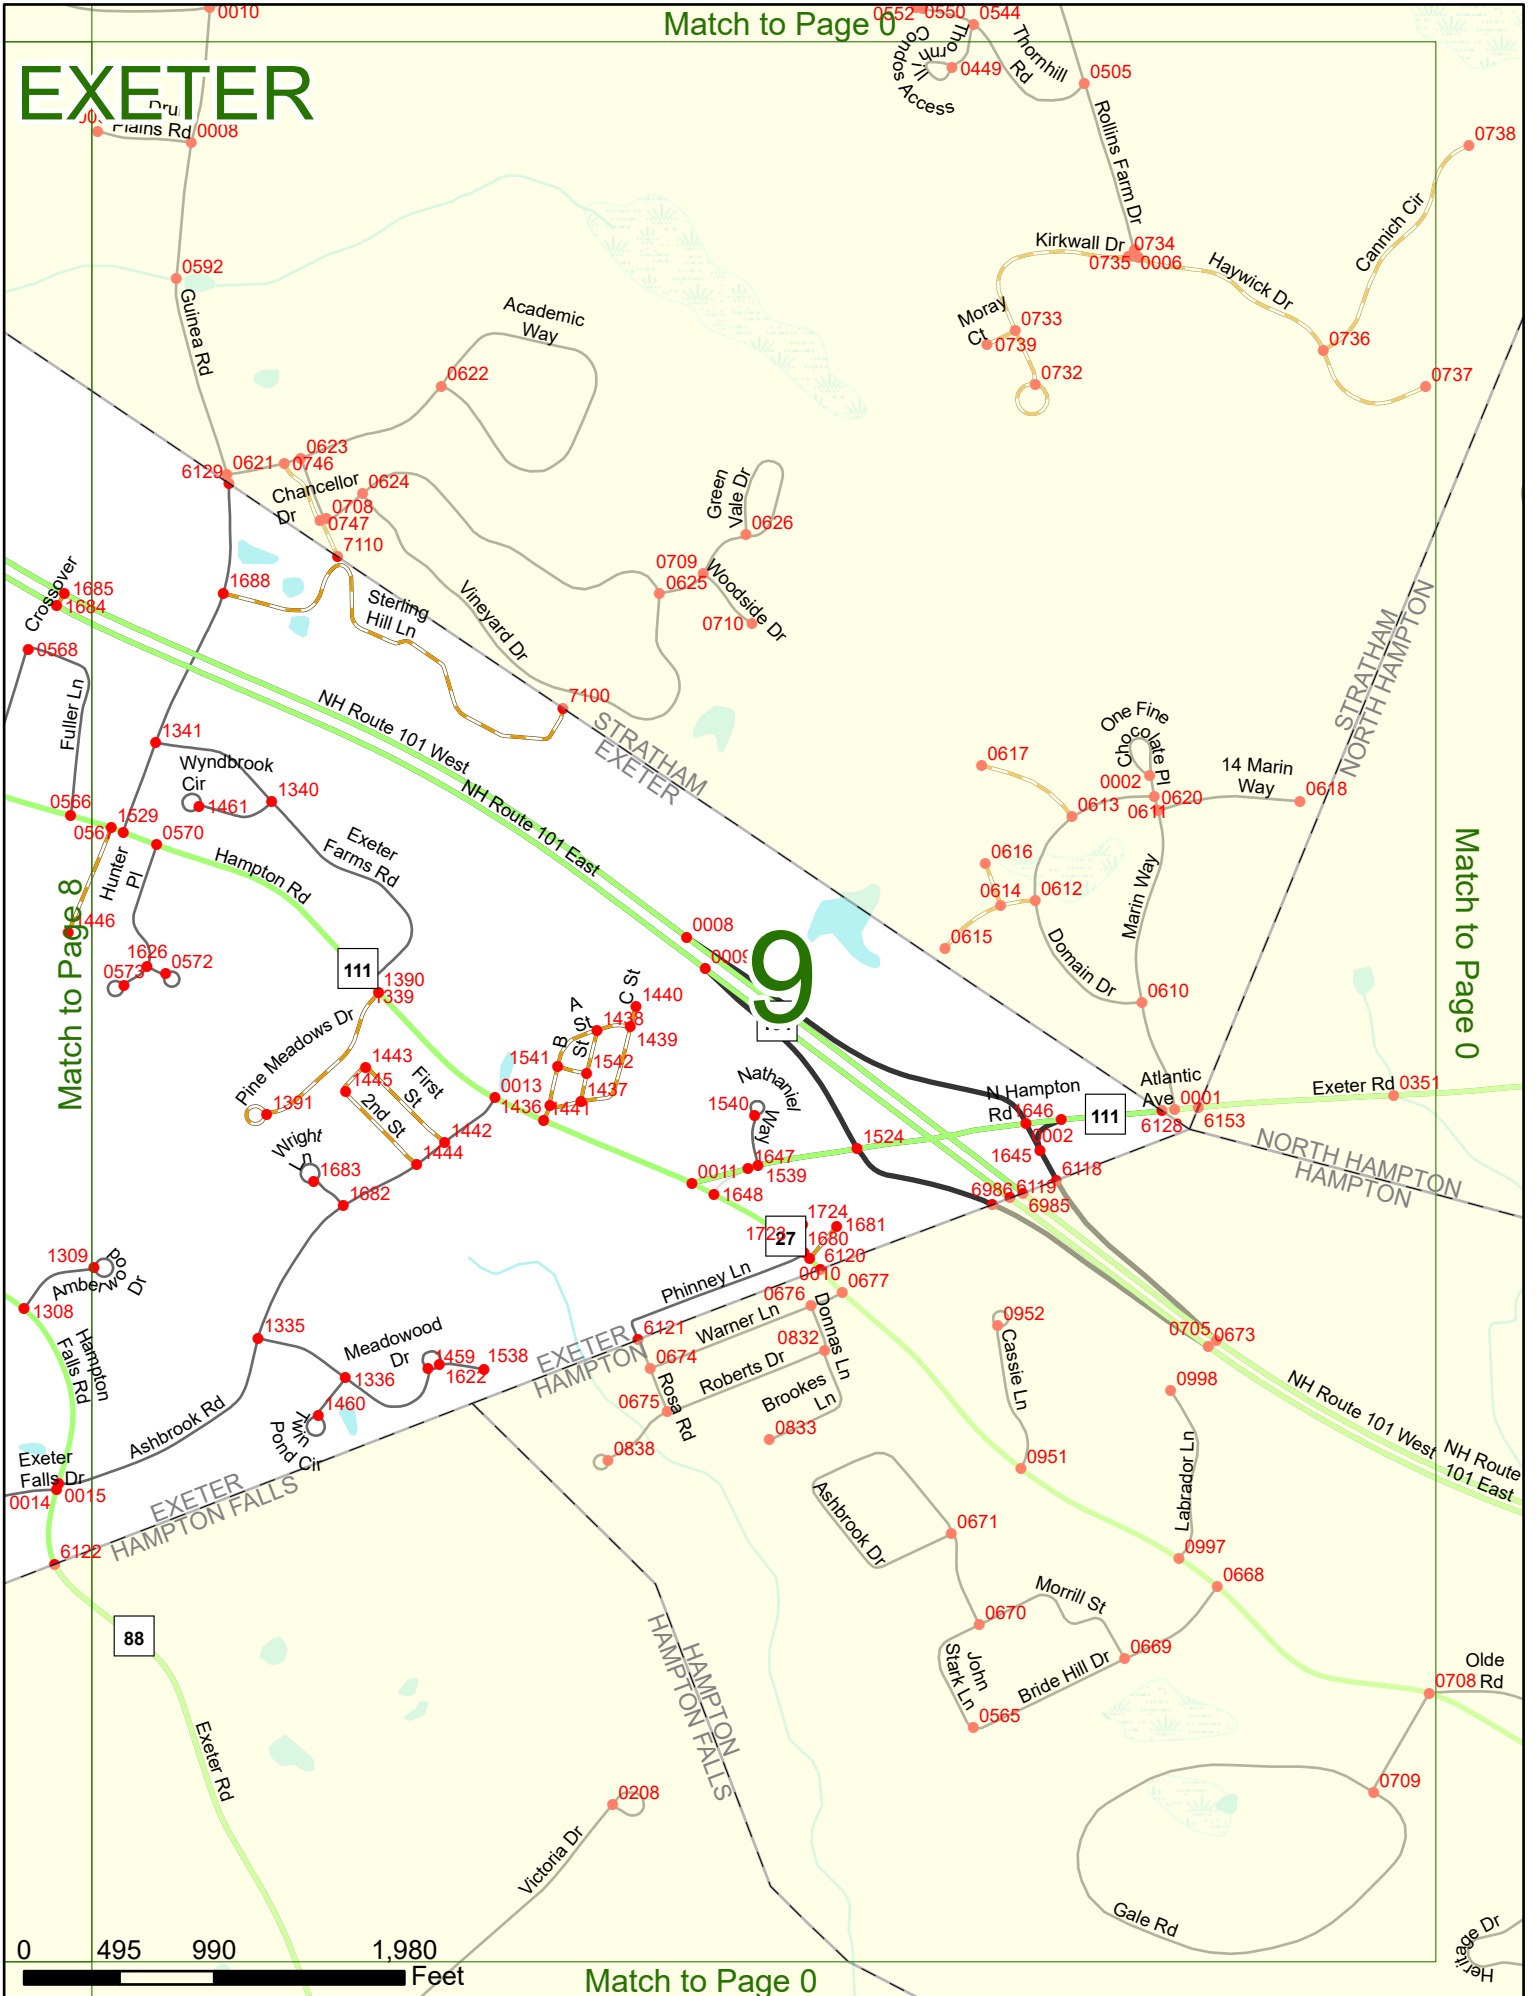 Match to Page 0
EXETER
0010
0552
0550
0544
Thornhill
Condos Access
0449
Thornhill
Rd
0505
Rollins Farm Dr
0738
Plains Rd
0008
0592
Guinea Rd
Kirkwall Dr
0734
0735
0006
Haywick Dr
Cannich Cir
Moray
Ct
0733
0739
0732
0736
0737
Academic
Way
0622
0623
0621
0746
6129
Chancellor
Dr
0624
0708
0747
7110
Green
Vale Dr
0626
0709
0625
Woodside Dr
0710
Vineyard Dr
Sterling
Hill Ln
7100
Crossover
1685
1684
1688
0568
Fuller Ln
1341
Wyndbrook
Cir
1461
1340
Exeter
Farms Rd
NH Route 101 West
NH Route 101 East
STRATHAM
EXETER
STRATHAM
NORTH HAMPTON
0566
1529
0570
Hunter
Pl
Hampton Rd
1446
1626
0573
0572
Match to Page 8
111
1390
1339
Pine Meadows Dr
1391
1443
1445
First
St
2nd St
1442
1444
0013
1436
1441
1437
1541
1542
A
St
B
St
C St
1438
1439
1440
0008
9
One Fine
Chocolate Pl
0617
0002
0613
0620
0611
14 Marin
Way
0618
0616
0614
0612
0615
Marin Way
Domain Dr
0610
Match to Page 0
Nathaniel
Way
1540
1647
1539
0011
1648
1524
N Hampton
Rd
1646
0002
1645
111
Atlantic
Ave
0001
6128
6153
Exeter Rd
0351
NORTH HAMPTON
HAMPTON
6118
6119
6986
6985
Wright
Ln
1683
1682
1724
27
1680
1681
6120
0010
0677
Phinney Ln
6121
Warner Ln
0676
Donnas Ln
0832
0674
Roberts Dr
0675
Rosa Rd
Brookes
Ln
0833
0838
1309
Amberwood
Dr
1308
Hampton
Falls Rd
1335
Meadowood
Dr
1459
1622
1538
1336
1460
Twin
Pond Cir
Ashbrook Rd
Exeter
Falls Dr
0014
0015
6122
EXETER
HAMPTON FALLS
EXETER
HAMPTON
0952
Cassie Ln
0951
0705
0673
0998
Labrador Ln
0997
NH Route 101 West
NH Route
101 East
Ashbrook Dr
0671
0668
0670
Morrill St
0669
John
Stark Ln
Bride Hill Dr
0565
Olde
Rd
0708
0709
88
Exeter Rd
HAMPTON
HAMPTON FALLS
0208
Victoria Dr
Gale Rd
Heritage Dr
0 495 990 1,980
Feet
Match to Page 0